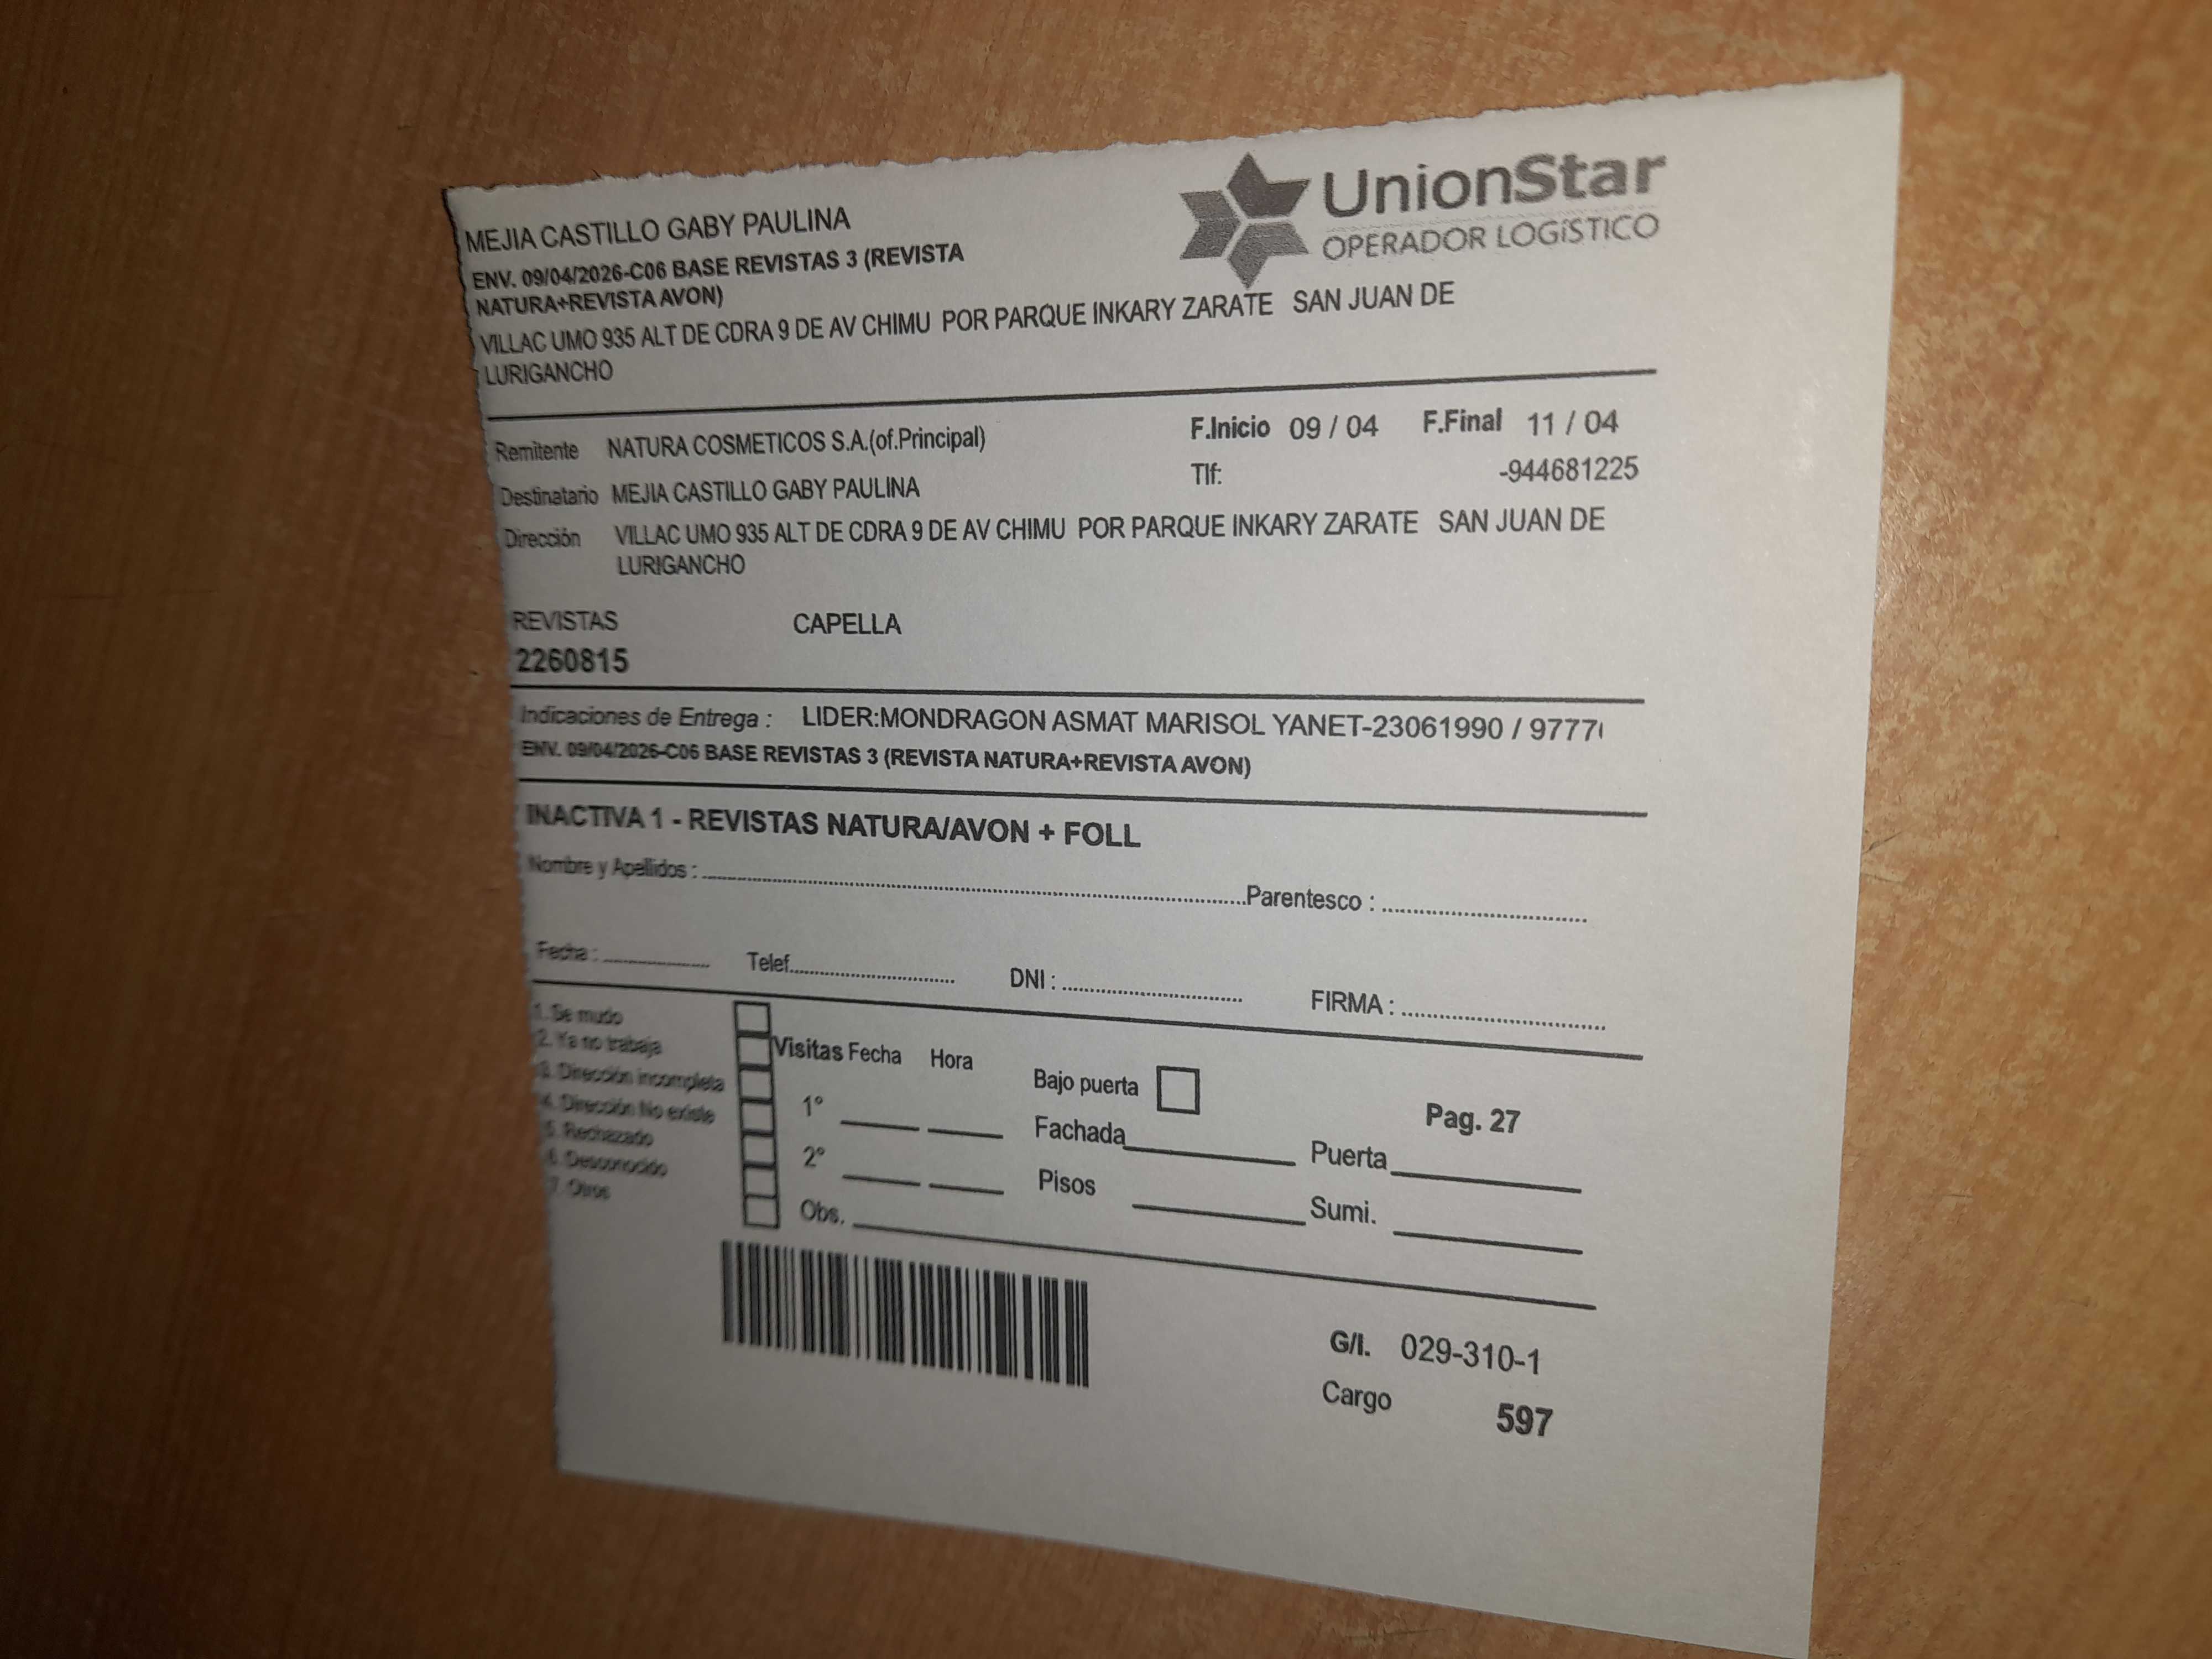 MEJIA CASTILLO GABY PAULINA
UnionStar
OPERADOR LOGÍSTICO
ENV. 09/04/2026-C06 BASE REVISTAS 3 (REVISTA
NATURA+REVISTA AVON)
VILLAC UMO 935 ALT DE CDRA 9 DE AV CHIMU POR PARQUE INKARY ZARATE SAN JUAN DE
LURIGANCHO
Remitente NATURA COSMETICOS S.A.(of.Principal) F.Inicio 09 / 04 F.Final 11 / 04
Destinatario MEJIA CASTILLO GABY PAULINA Tlf: -944681225
Dirección VILLAC UMO 935 ALT DE CDRA 9 DE AV CHIMU POR PARQUE INKARY ZARATE SAN JUAN DE
LURIGANCHO
REVISTAS CAPELLA
2260815
Indicaciones de Entrega : LIDER:MONDRAGON ASMAT MARISOL YANET-23061990 / 9777
ENV. 09/04/2026-C06 BASE REVISTAS 3 (REVISTA NATURA+REVISTA AVON)
INACTIVA 1 - REVISTAS NATURA/AVON + FOLL
Nombre y Apellidos : Parentesco :
Fecha : Telef. DNI : FIRMA :
1. Se mudo
2. Ya no trabaja
3. Dirección incompleta
4. Dirección No existe
5. Rechazado
6. Desconocido
7. Otros
Visitas Fecha Hora Bajo puerta Pag. 27
1° Fachada Puerta
2° Pisos Sumi.
Obs.
G/I. 029-310-1
Cargo 597